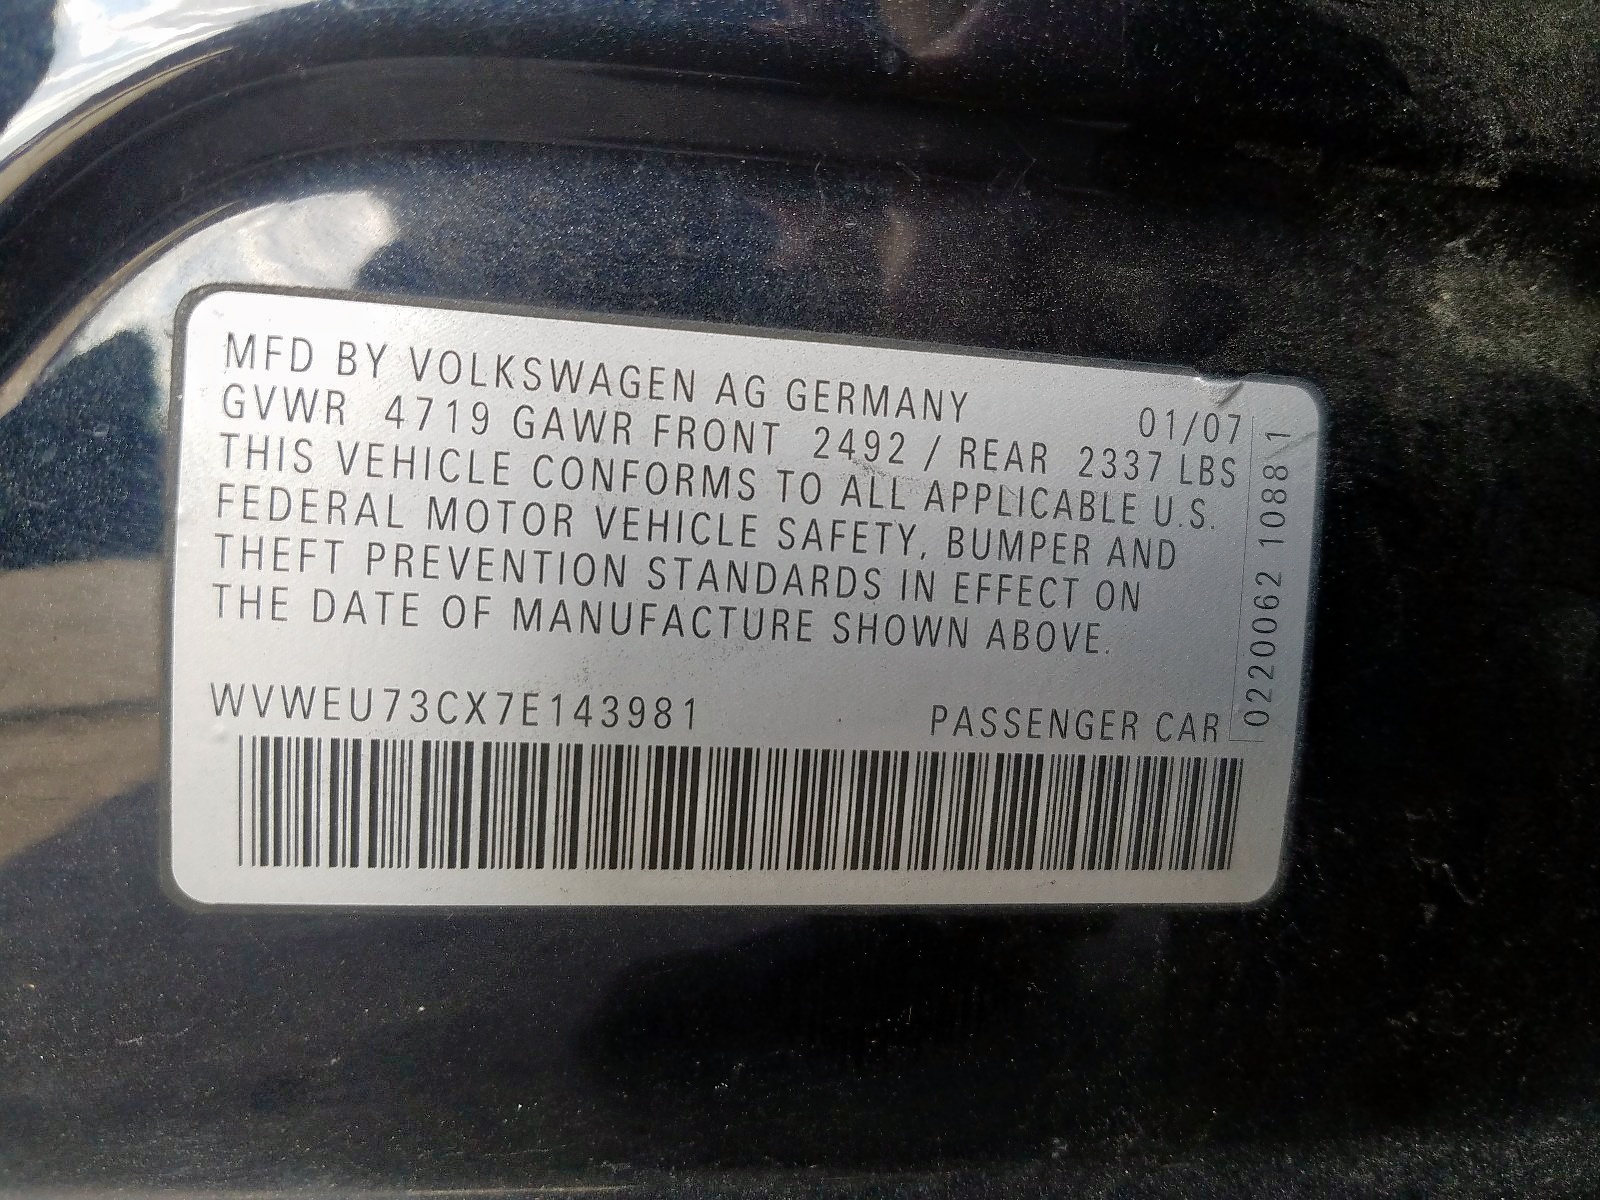 MFD BY VOLKSWAGEN AG GERMANY 01/07
GVWR 4719 GAWR FRONT 2492 / REAR 2337 LBS
THIS VEHICLE CONFORMS TO ALL APPLICABLE U.S.
FEDERAL MOTOR VEHICLE SAFETY, BUMPER AND
THEFT PREVENTION STANDARDS IN EFFECT ON
THE DATE OF MANUFACTURE SHOWN ABOVE.
WVWEU73CX7E143981 PASSENGER CAR
0220062 10881